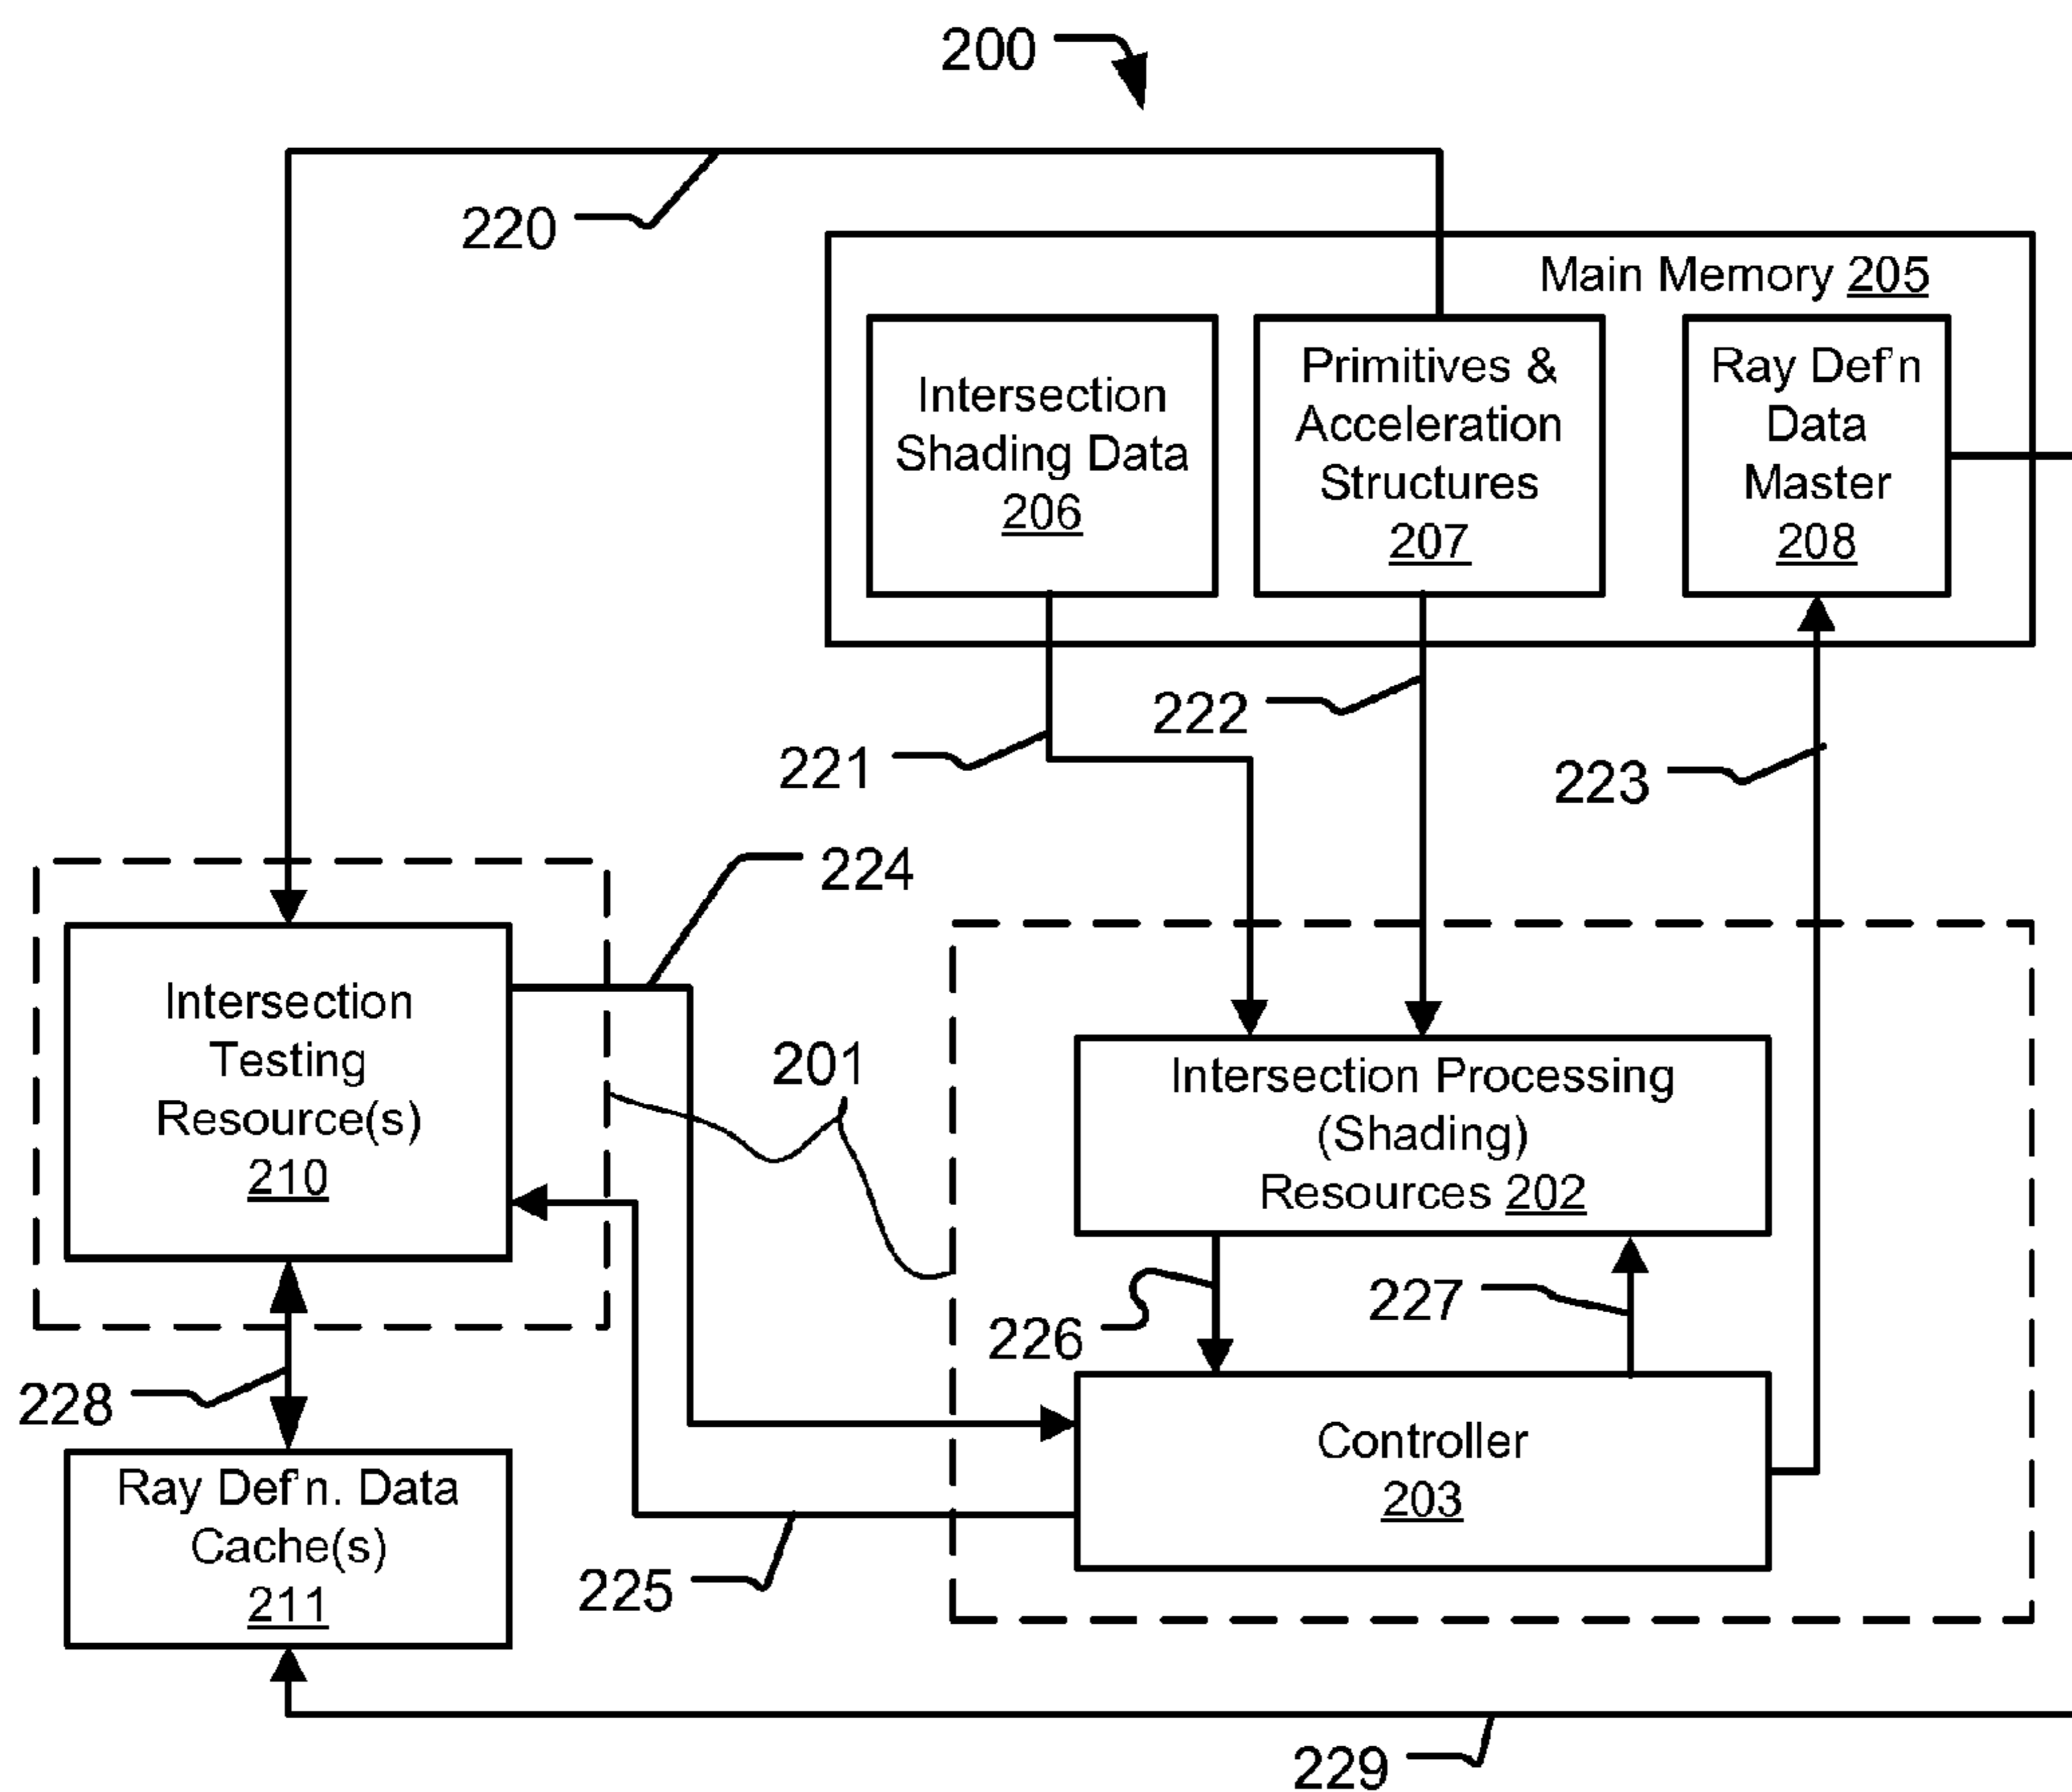 200
220
Main Memory 205
Intersection
Shading Data
206
Primitives &
Acceleration
Structures
207
Ray Def'n
Data
Master
208
221
222
223
224
Intersection
Testing
Resource(s)
210
201
Intersection Processing
(Shading)
Resources 202
226
227
228
Controller
203
Ray Def'n. Data
Cache(s)
211
225
229